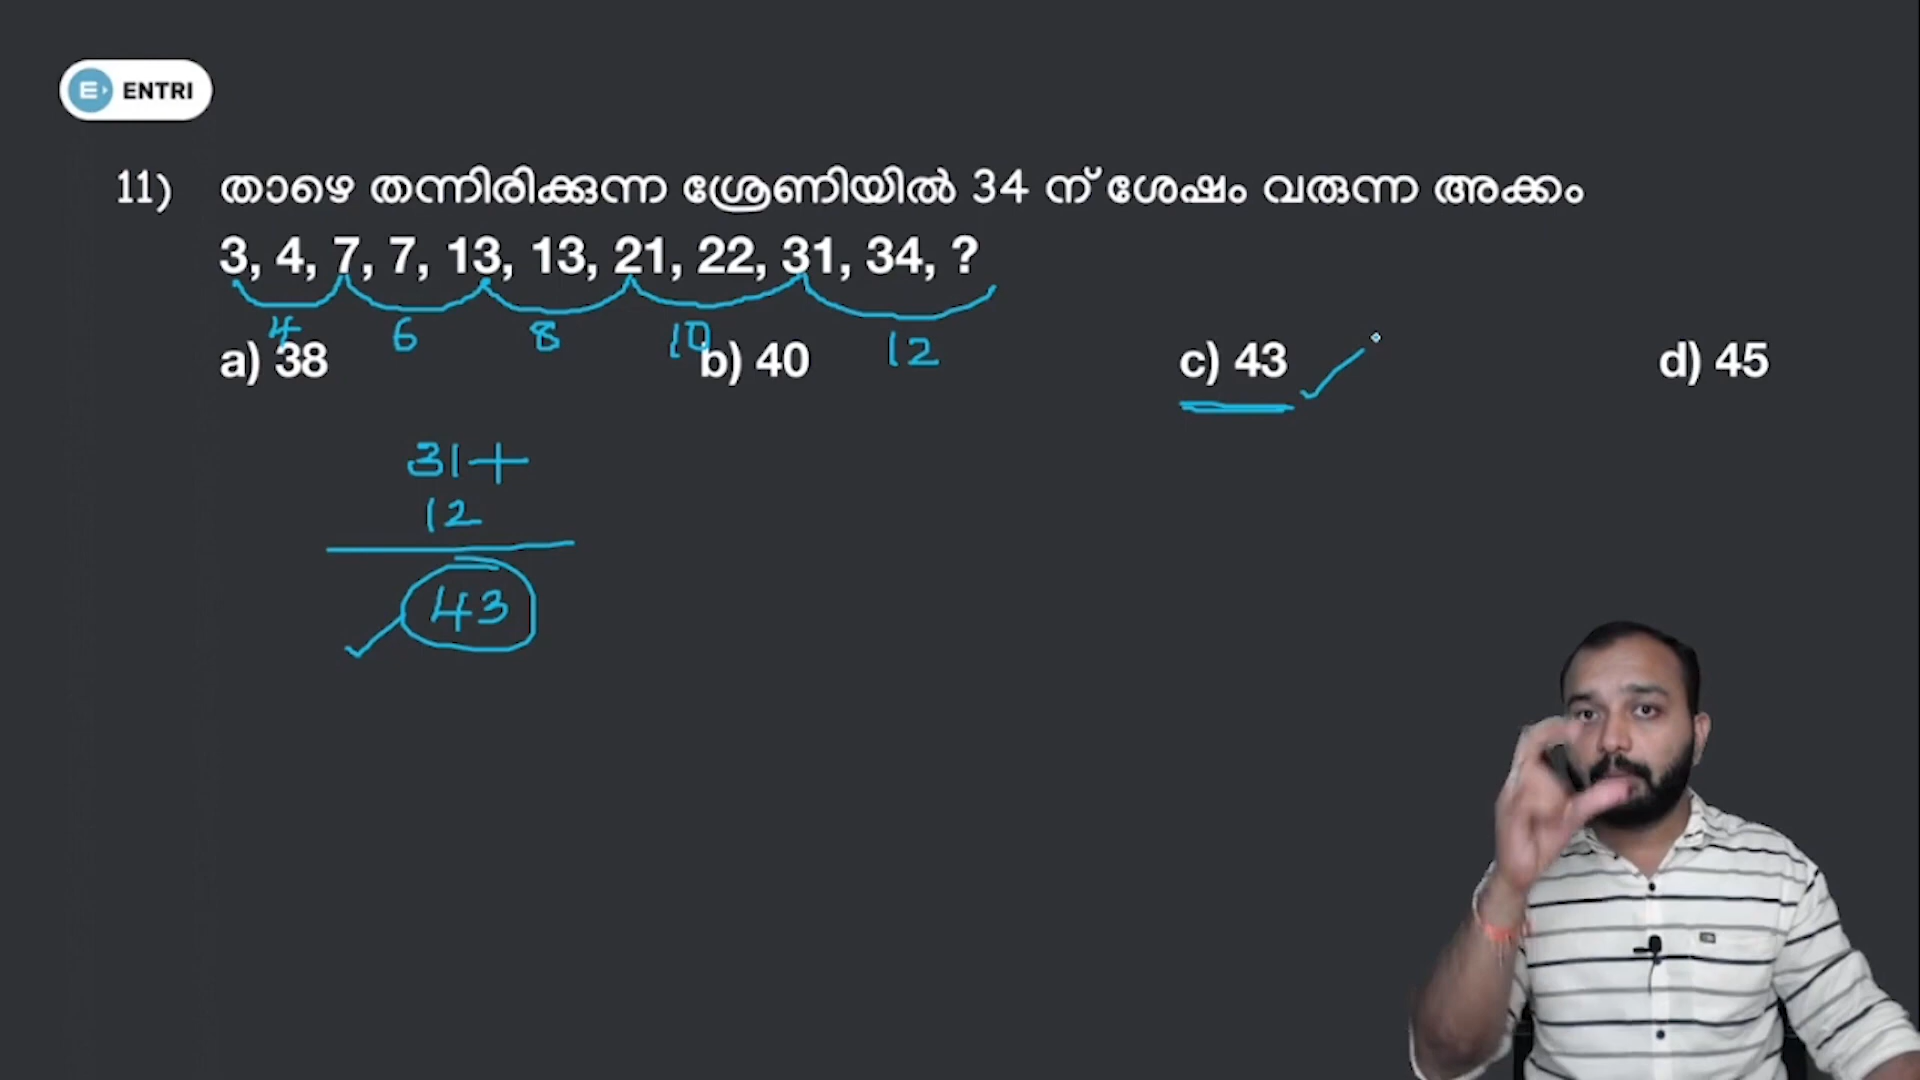 ENTRI
11) താഴെ തന്നിരിക്കുന്ന ശ്രേണിയിൽ 34 ന് ശേഷം വരുന്ന അക്കം
3, 4, 7, 7, 13, 13, 21, 22, 31, 34, ?
4 6 8 10 12
a) 38 b) 40 c) 43 d) 45
31+
12
43